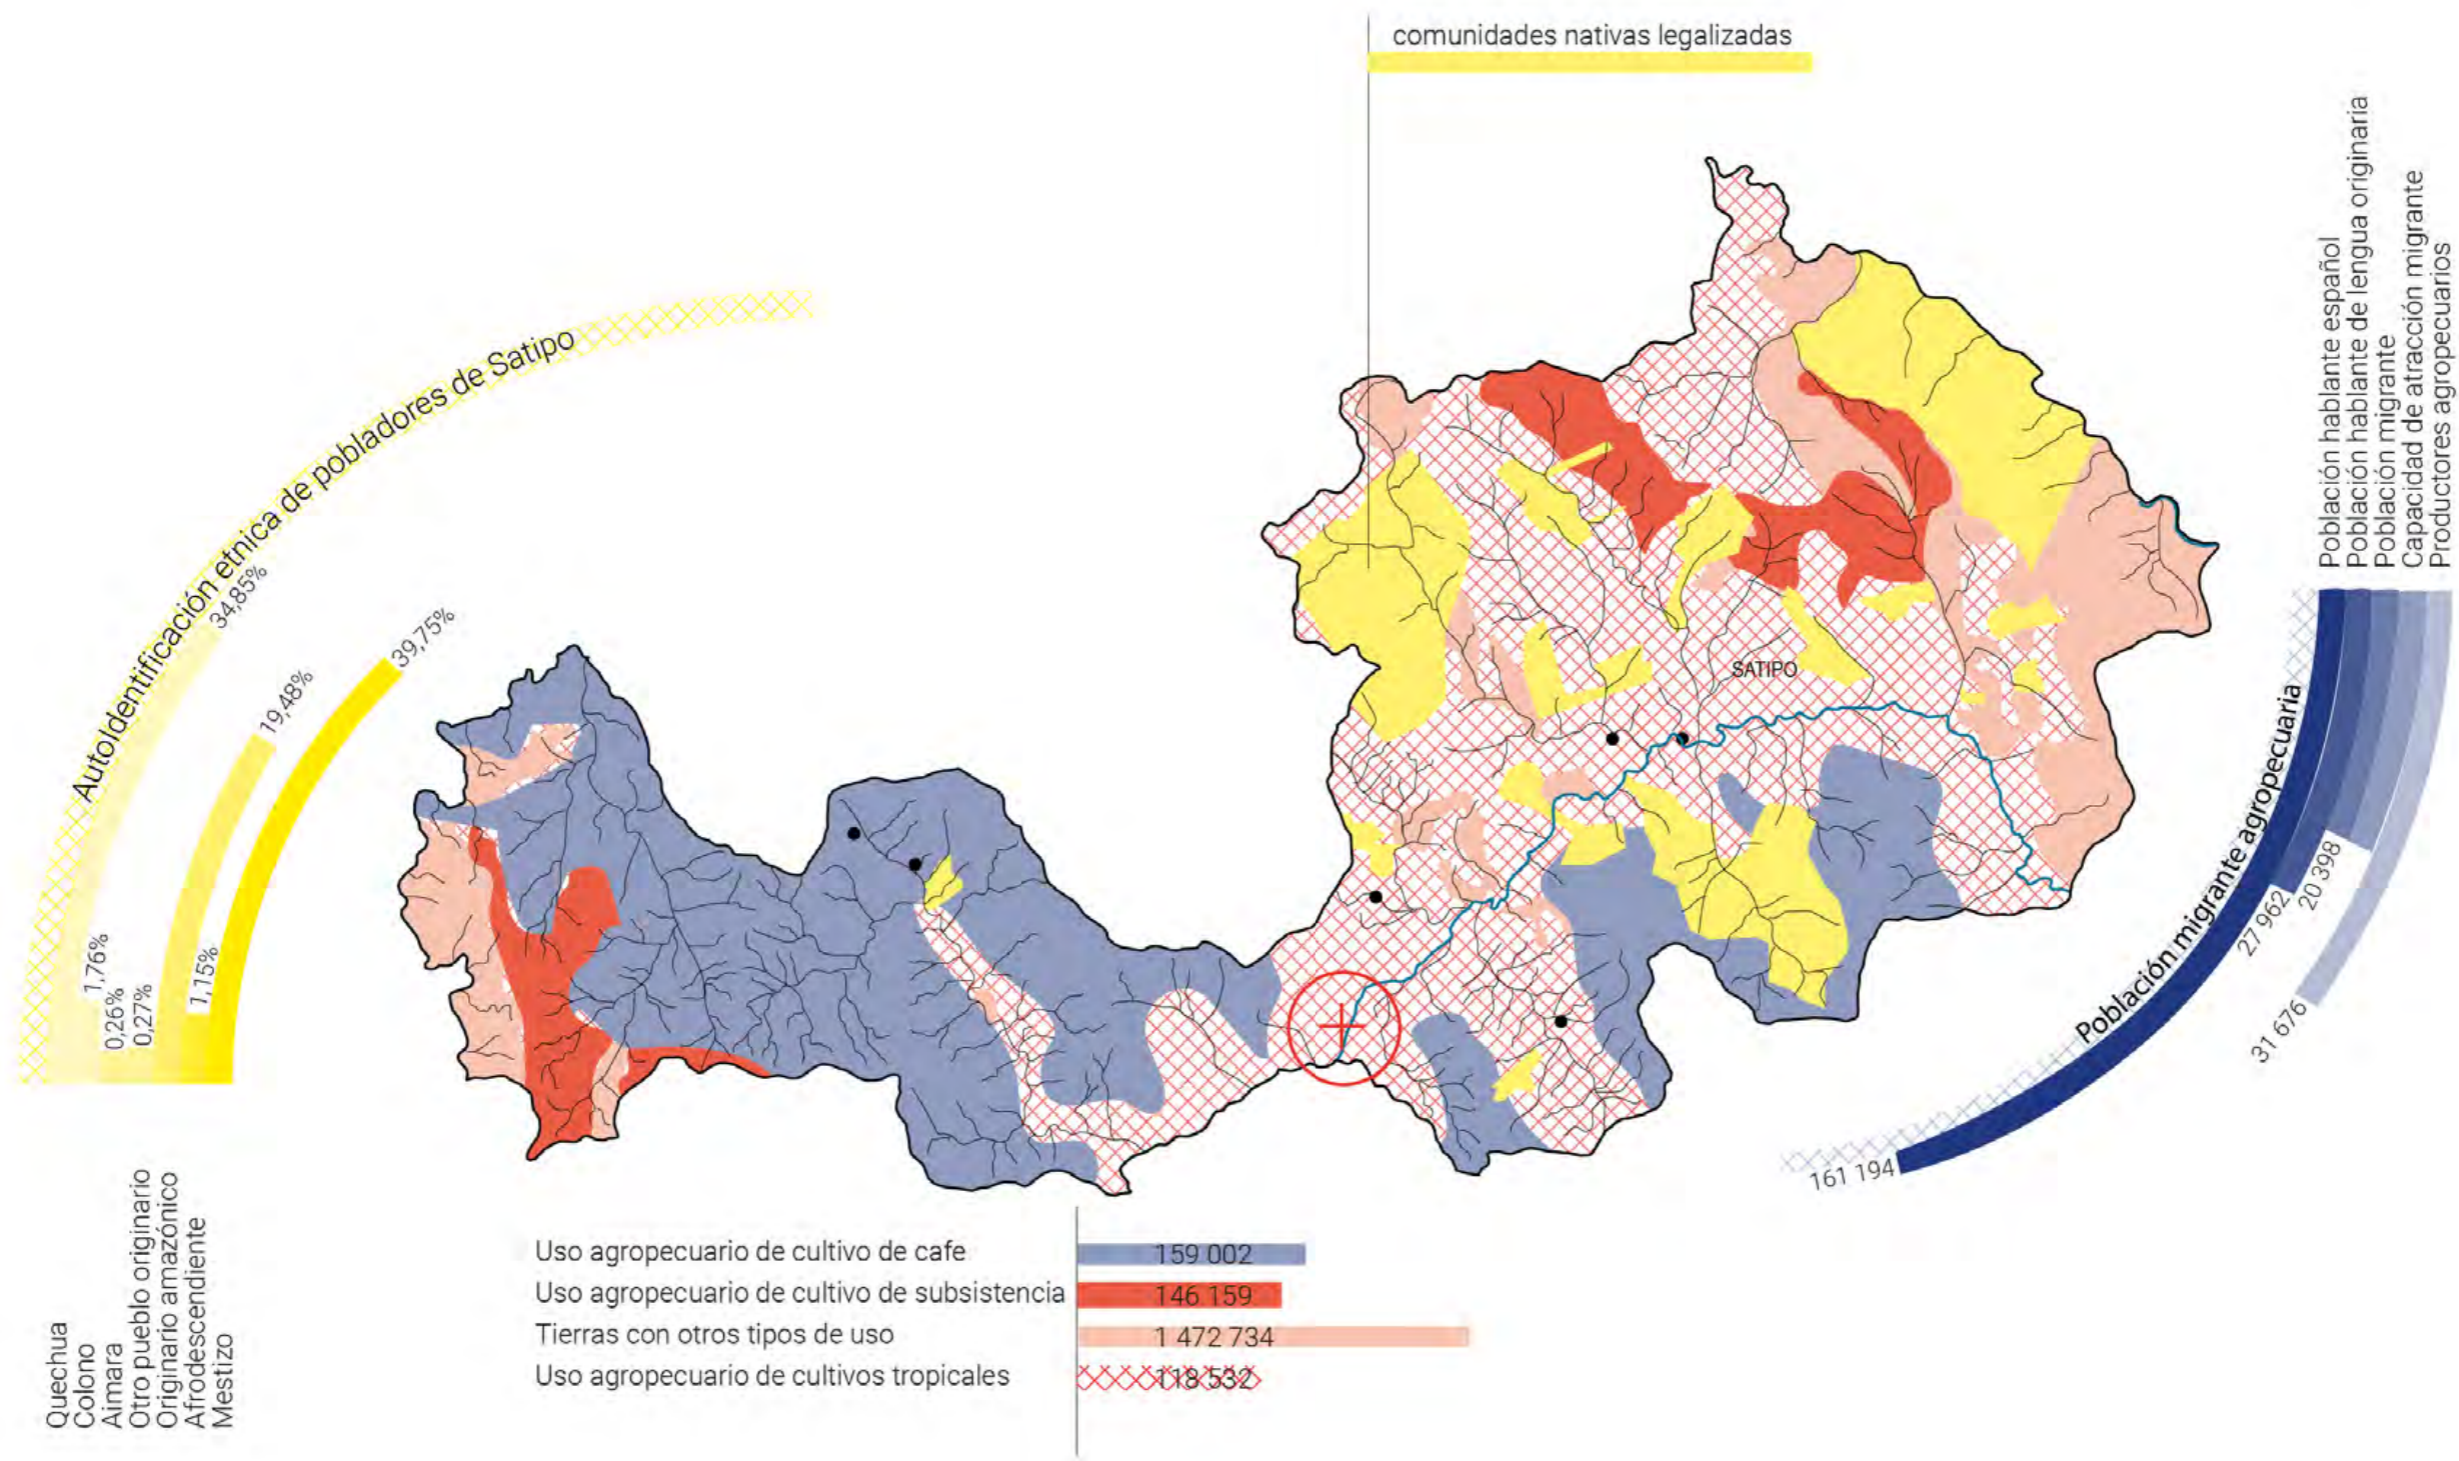 comunidades nativas legalizadas
Autoidentificación etnica de pobladores de Satipo
34,85%
39,75%
19,48%
1,76%
0,26%
0,27%
1,15%
Quechua
Colono
Aimara
Otro pueblo originario
Originario amazónico
Afrodescendiente
Mestizo
SATIPO
Población hablante español
Población hablante de lengua originaria
Población migrante
Capacidad de atracción migrante
Productores agropecuarios
Población migrante agropecuaria
20 398
27 962
31 676
161 194
Uso agropecuario de cultivo de cafe 159 002
Uso agropecuario de cultivo de subsistencia 146 159
Tierras con otros tipos de uso 1 472 734
Uso agropecuario de cultivos tropicales 118 532